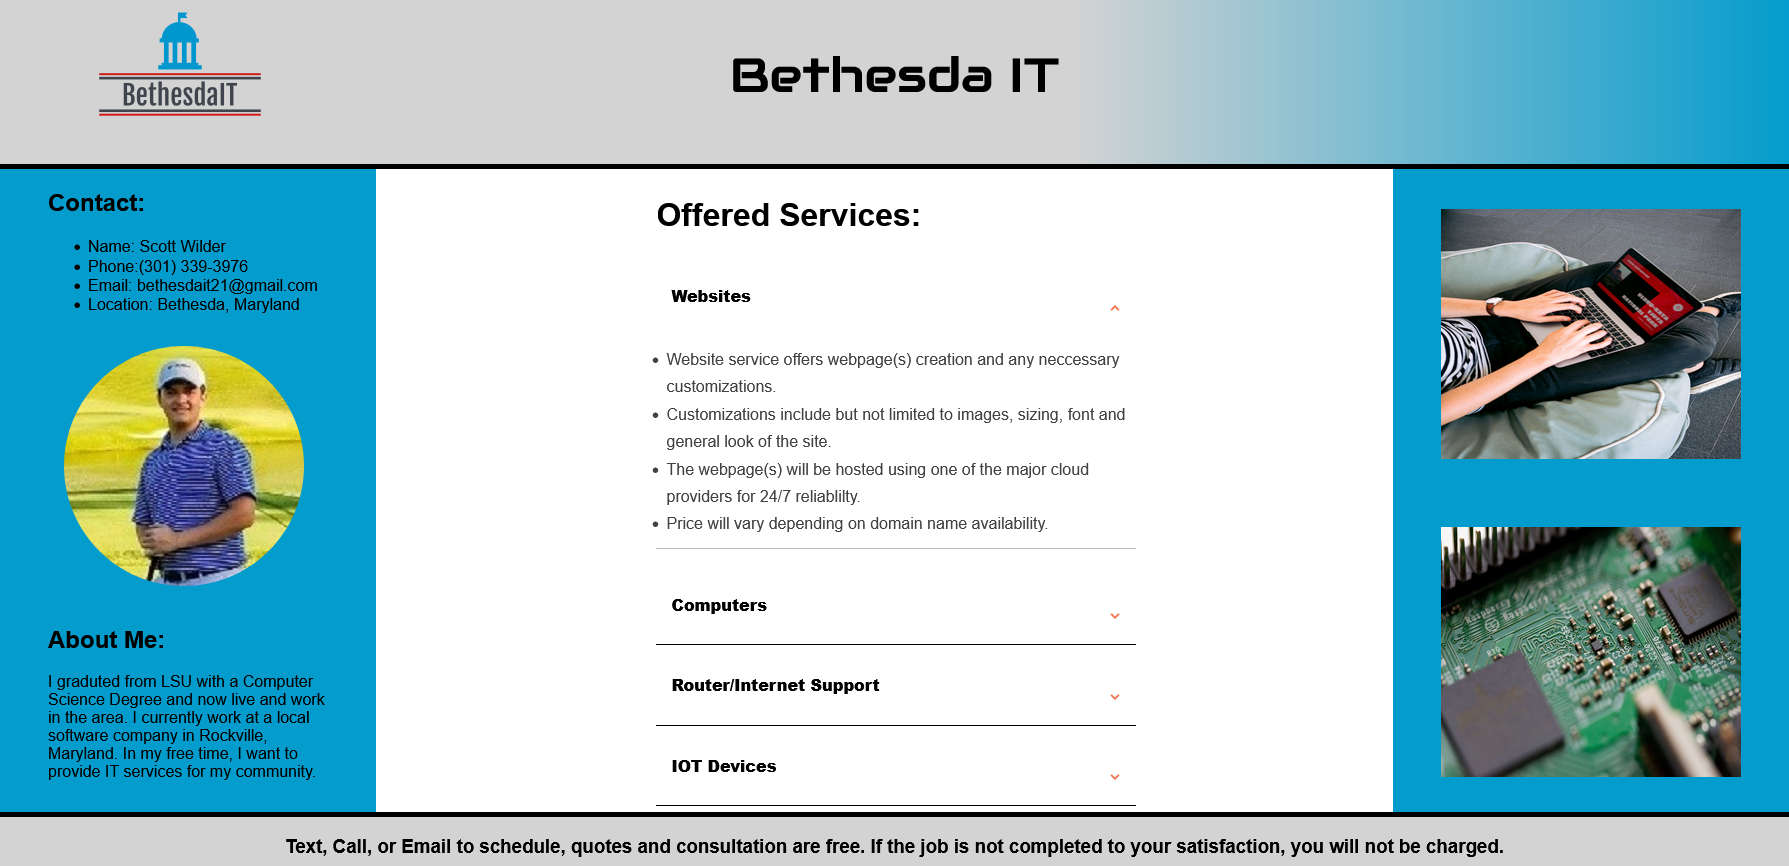 BethesdaIT
Bethesda IT
Contact:
Name: Scott Wilder
Phone:(301) 339-3976
Email: bethesdait21@gmail.com
Location: Bethesda, Maryland
About Me:
I graduted from LSU with a Computer
Science Degree and now live and work
in the area. I currently work at a local
software company in Rockville,
Maryland. In my free time, I want to
provide IT services for my community.
Offered Services:
Websites
Website service offers webpage(s) creation and any neccessary
customizations.
Customizations include but not limited to images, sizing, font and
general look of the site.
The webpage(s) will be hosted using one of the major cloud
providers for 24/7 reliablilty.
Price will vary depending on domain name availability.
Computers
Router/Internet Support
IOT Devices
Text, Call, or Email to schedule, quotes and consultation are free. If the job is not completed to your satisfaction, you will not be charged.